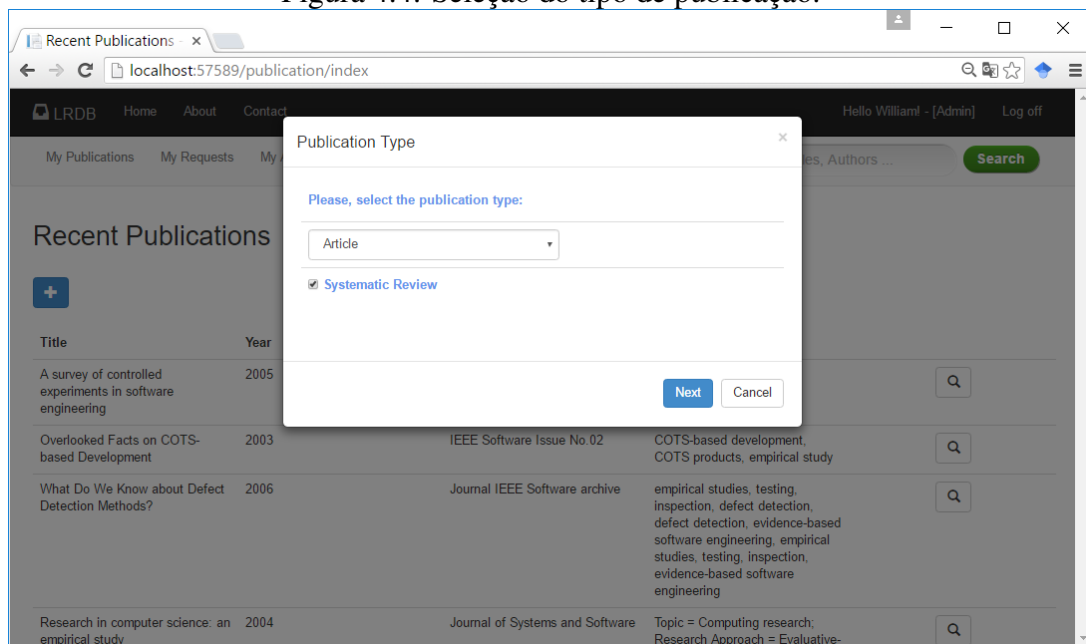 Figura 4.4: Seleção do tipo de publicação.
Recent Publications -
localhost:57589/publication/index
LRDB Home About Contact Hello William! - [Admin] Log off
My Publications My Requests My Authors ... Search
Publication Type ×
Please, select the publication type:
Article
Systematic Review
Next Cancel
Recent Publications
+
Title Year
A survey of controlled 2005
experiments in software
engineering
Overlooked Facts on COTS- 2003 IEEE Software Issue No.02 COTS-based development,
based Development COTS products, empirical study
What Do We Know about Defect 2006 Journal IEEE Software archive empirical studies, testing,
Detection Methods? inspection, defect detection,
defect detection, evidence-based
software engineering, empirical
studies, testing, inspection,
evidence-based software
engineering
Research in computer science: an 2004 Journal of Systems and Software Topic = Computing research;
empirical study Research Approach = Evaluative-